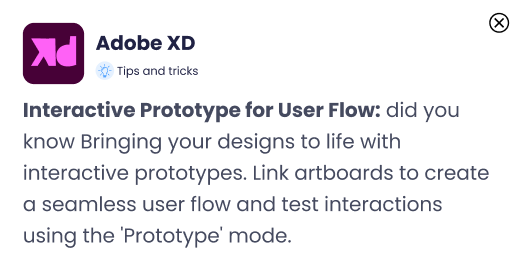 Xd
Adobe XD
Tips and tricks
Interactive Prototype for User Flow: did you
know Bringing your designs to life with
interactive prototypes. Link artboards to create
a seamless user flow and test interactions
using the 'Prototype' mode.